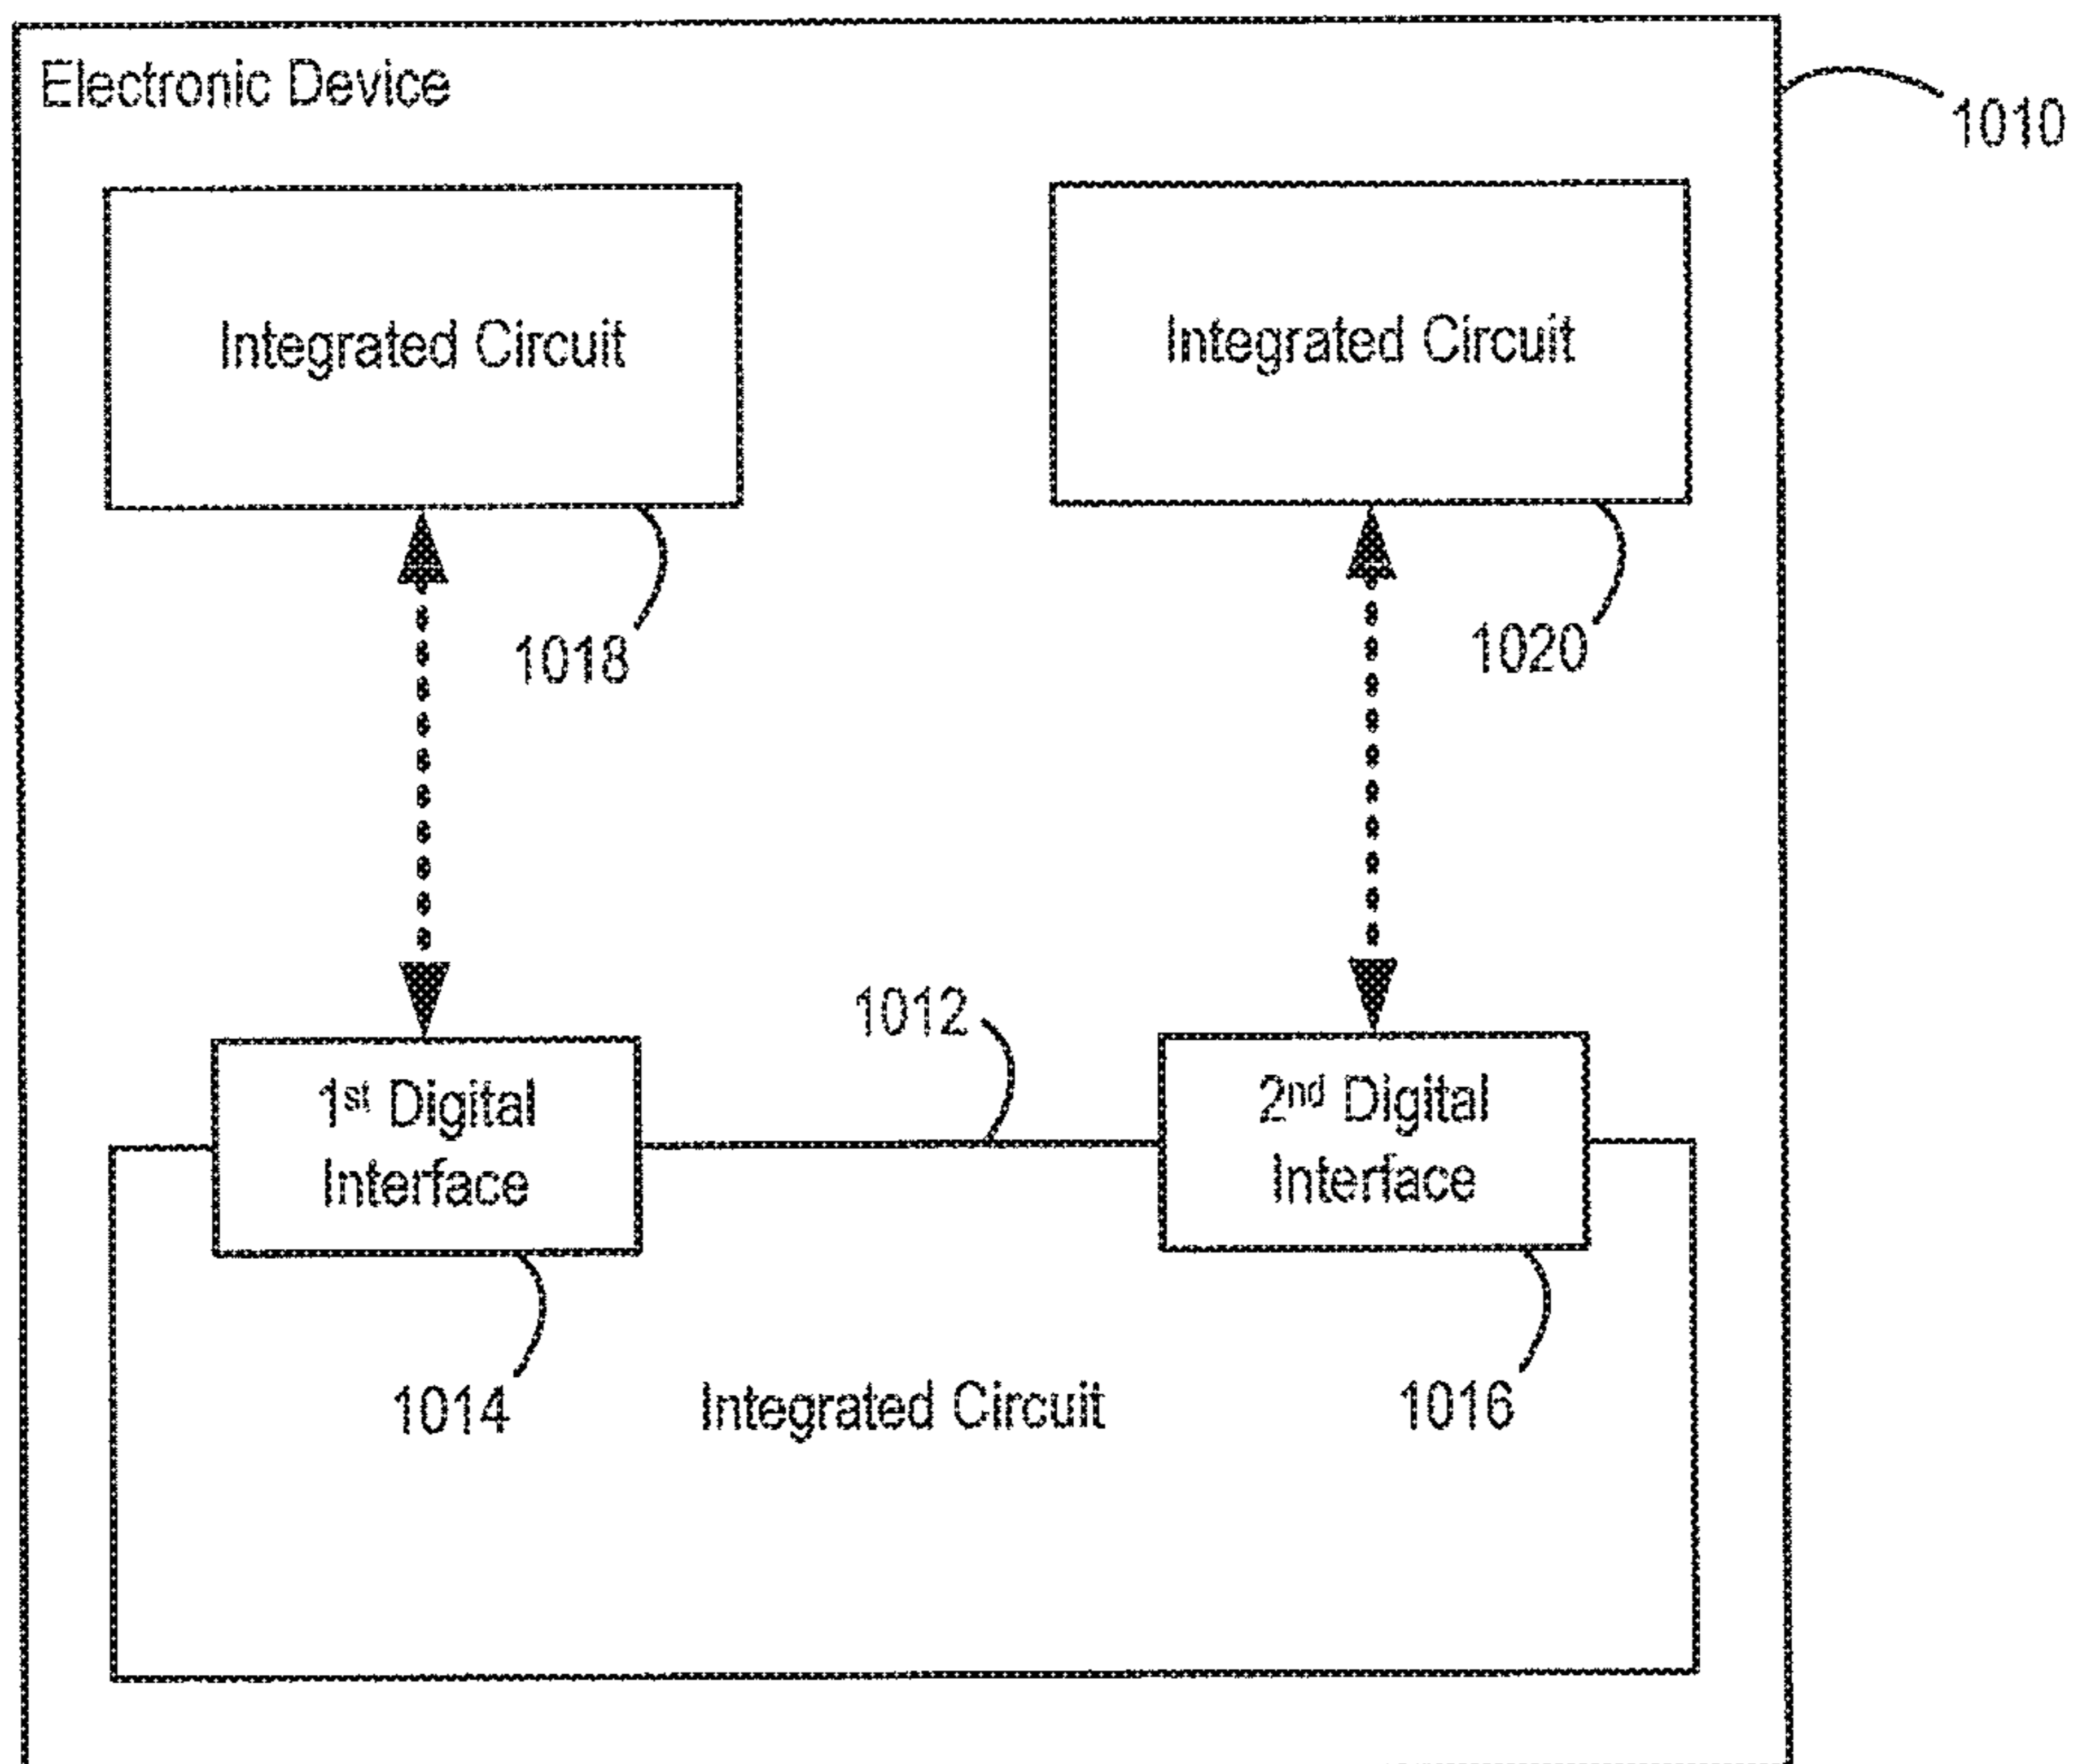 Electronic Device
1010
Integrated Circuit
Integrated Circuit
1018
1020
1012
1st Digital
Interface
2nd Digital
Interface
1014
Integrated Circuit
1016